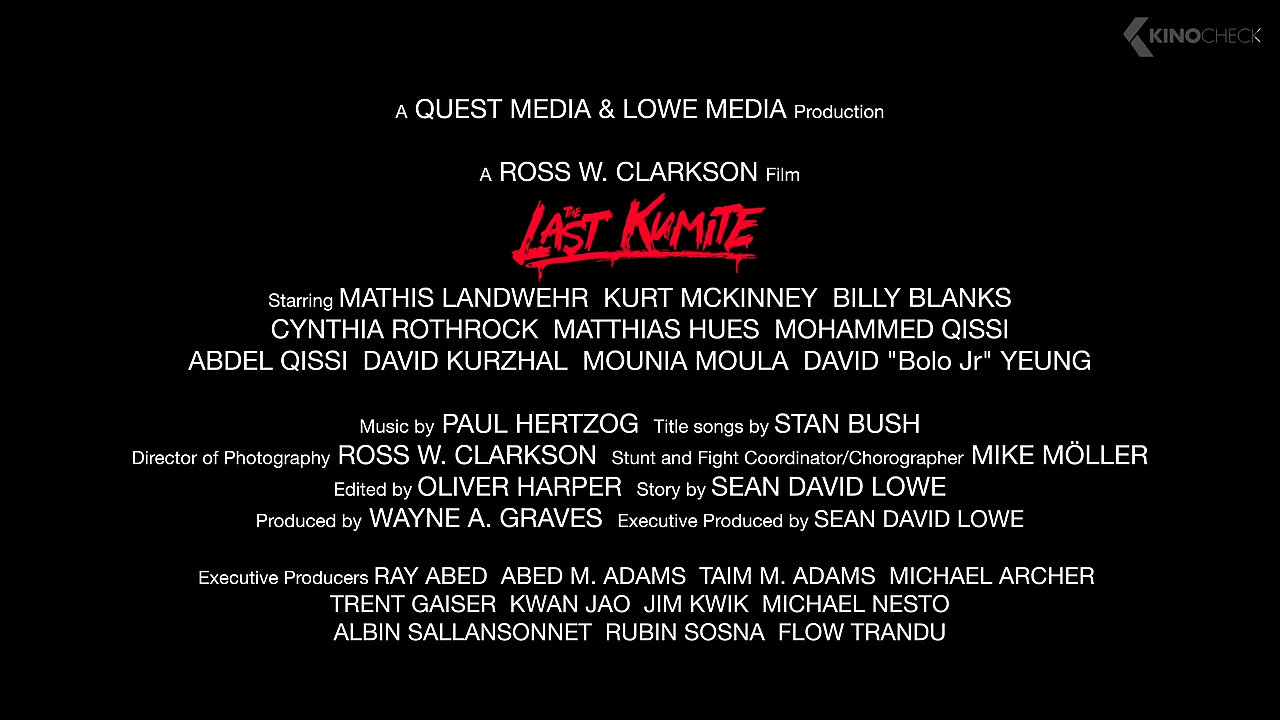 KINOCHECK
A QUEST MEDIA & LOWE MEDIA Production
A ROSS W. CLARKSON Film
THE LAST KUMITE
Starring MATHIS LANDWEHR KURT MCKINNEY BILLY BLANKS
CYNTHIA ROTHROCK MATTHIAS HUES MOHAMMED QISSI
ABDEL QISSI DAVID KURZHAL MOUNIA MOULA DAVID "Bolo Jr" YEUNG
Music by PAUL HERTZOG Title songs by STAN BUSH
Director of Photography ROSS W. CLARKSON Stunt and Fight Coordinator/Chorographer MIKE MÖLLER
Edited by OLIVER HARPER Story by SEAN DAVID LOWE
Produced by WAYNE A. GRAVES Executive Produced by SEAN DAVID LOWE
Executive Producers RAY ABED ABED M. ADAMS TAIM M. ADAMS MICHAEL ARCHER
TRENT GAISER KWAN JAO JIM KWIK MICHAEL NESTO
ALBIN SALLANSONNET RUBIN SOSNA FLOW TRANDU